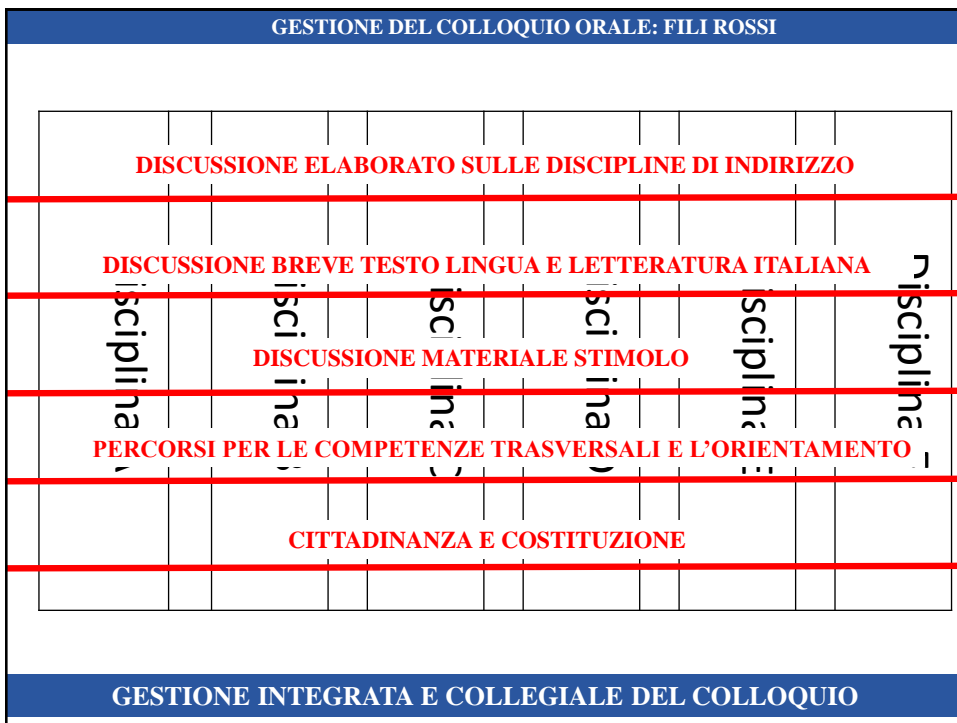 GESTIONE DEL COLLOQUIO ORALE: FILI ROSSI
DISCUSSIONE ELABORATO SULLE DISCIPLINE DI INDIRIZZO
DISCUSSIONE BREVE TESTO LINGUA E LETTERATURA ITALIANA
DISCUSSIONE MATERIALE STIMOLO
PERCORSI PER LE COMPETENZE TRASVERSALI E L’ORIENTAMENTO
CITTADINANZA E COSTITUZIONE
Disciplina
GESTIONE INTEGRATA E COLLEGIALE DEL COLLOQUIO